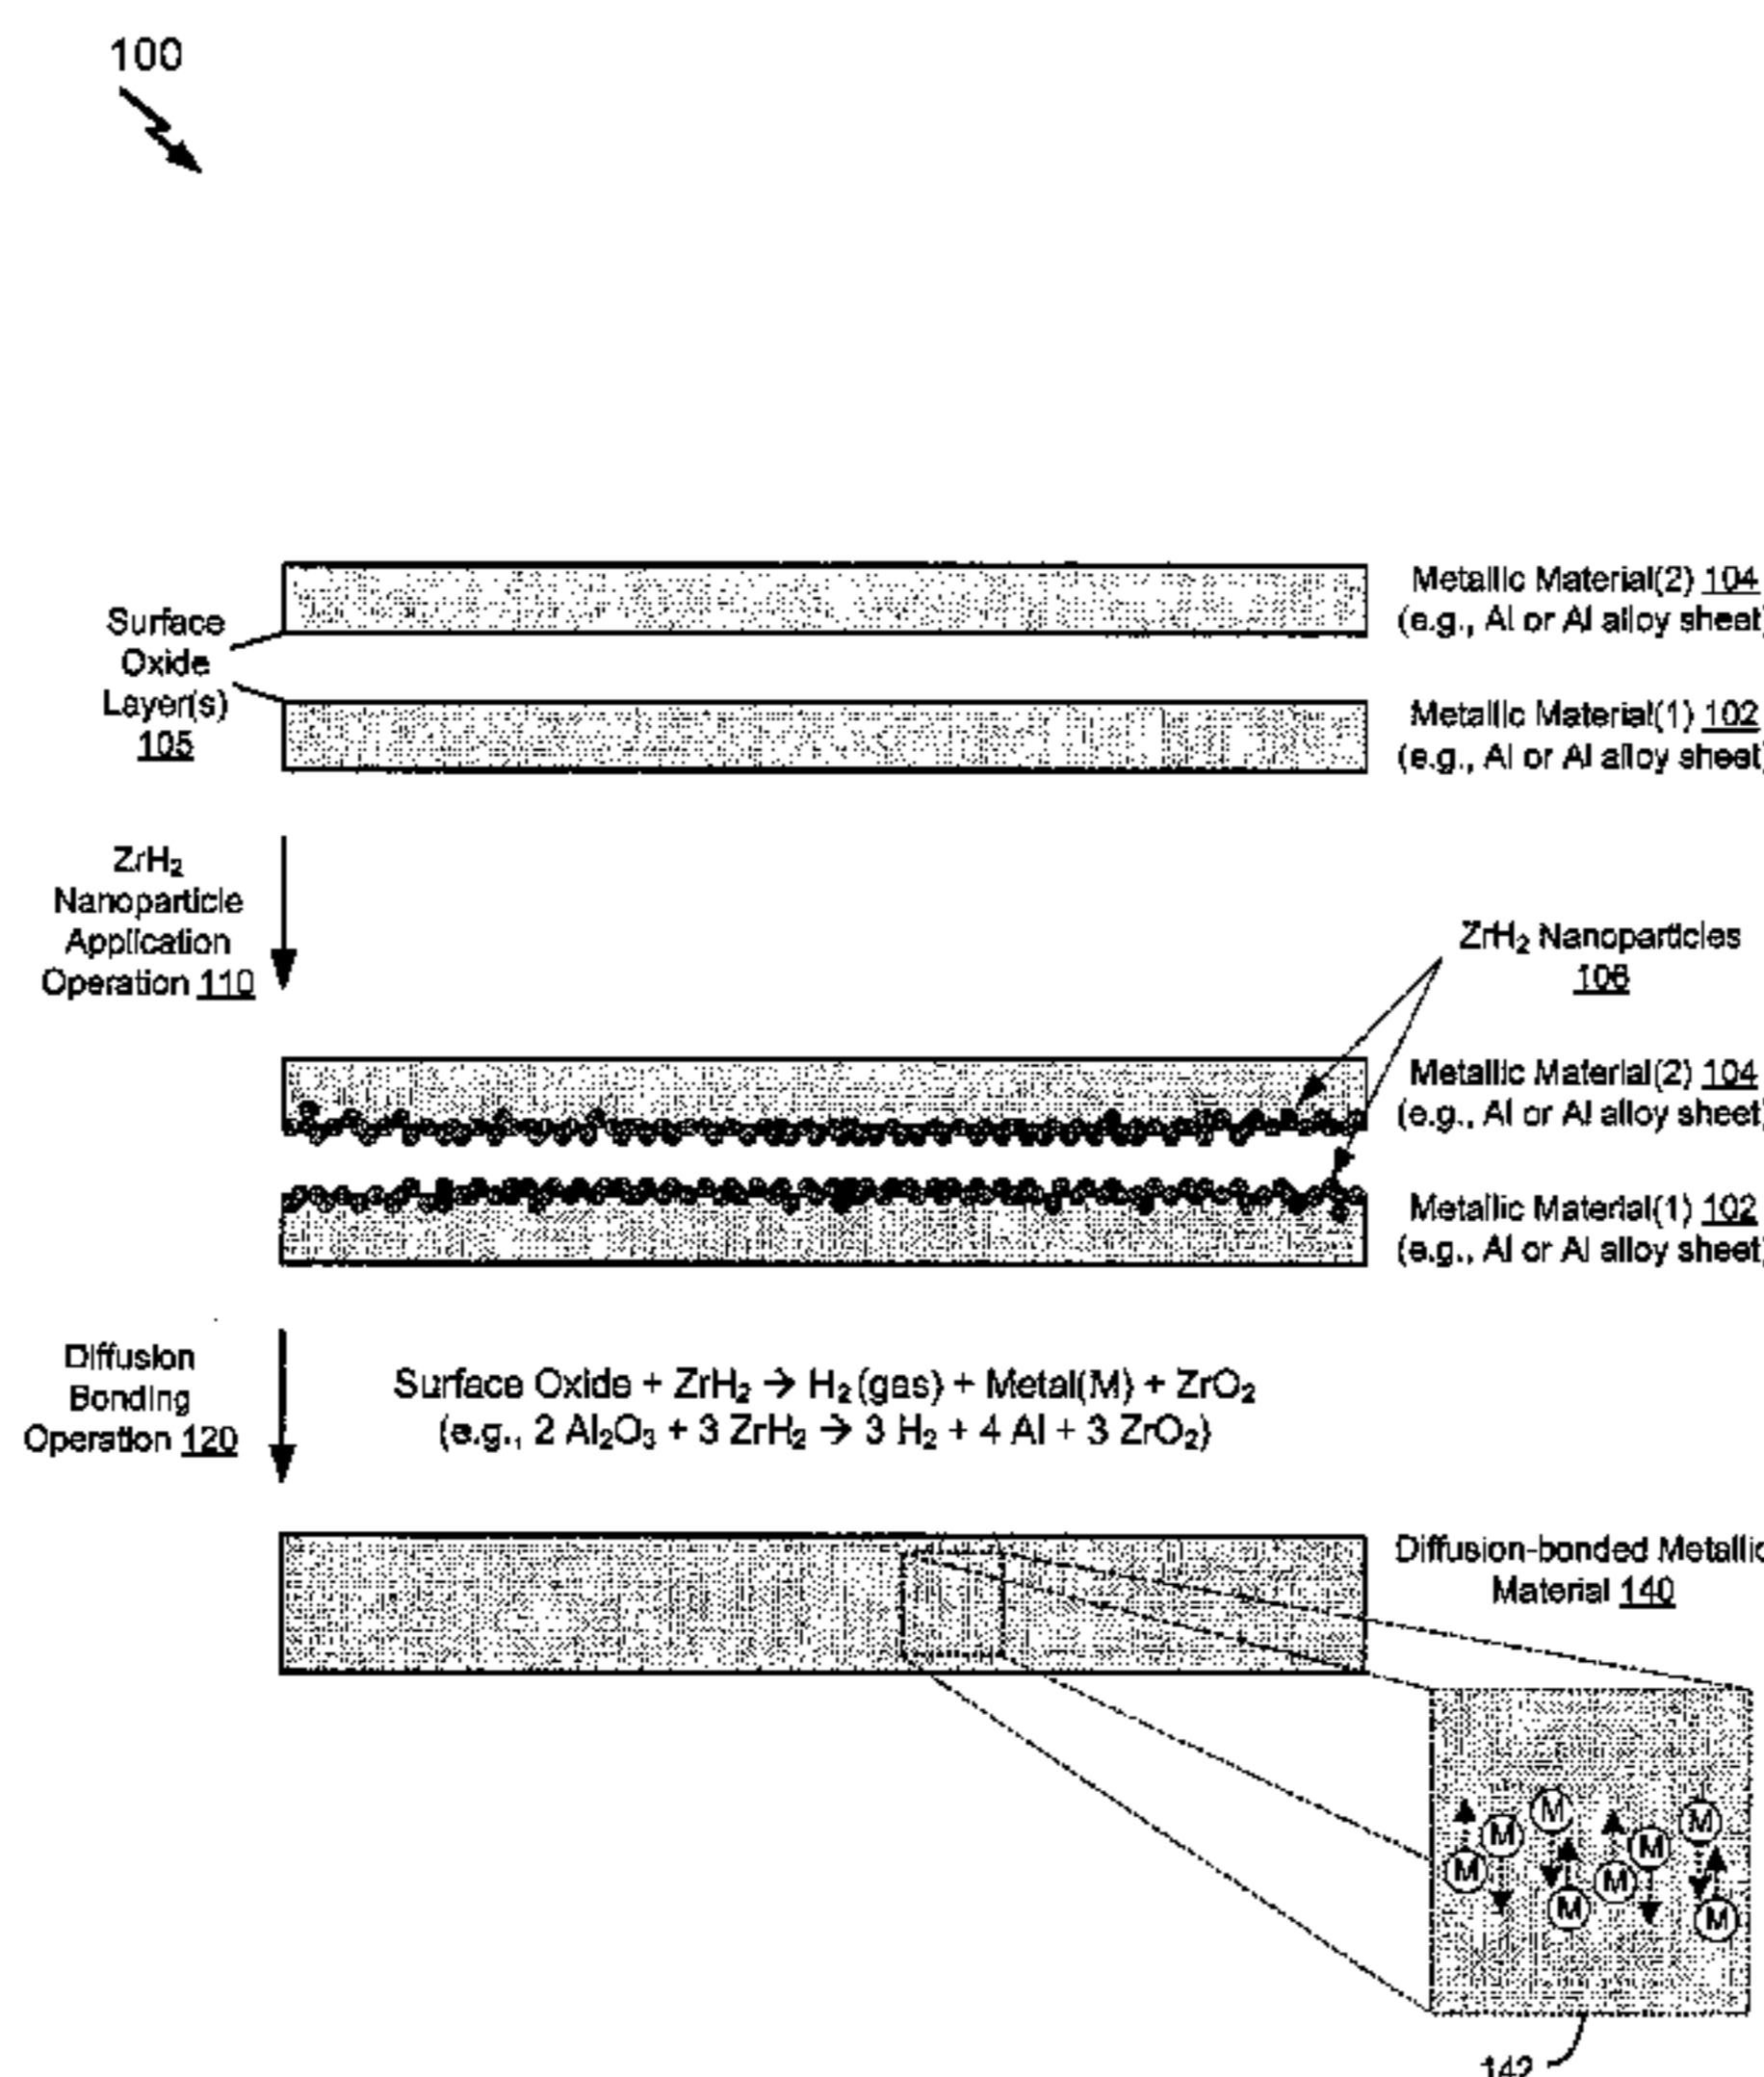 100
Metallic Material(2) 104
(e.g., Al or Al alloy sheet)
Surface
Oxide
Layer(s)
105
Metallic Material(1) 102
(e.g., Al or Al alloy sheet)
ZrH₂
Nanoparticle
Application
Operation 110
ZrH₂ Nanoparticles
106
Metallic Material(2) 104
(e.g., Al or Al alloy sheet)
Metallic Material(1) 102
(e.g., Al or Al alloy sheet)
Diffusion
Bonding
Operation 120
Surface Oxide + ZrH₂ → H₂ (gas) + Metal(M) + ZrO₂
(e.g., 2 Al₂O₃ + 3 ZrH₂ → 3 H₂ + 4 Al + 3 ZrO₂)
Diffusion-bonded Metallic
Material 140
M M M M M
M M M
142